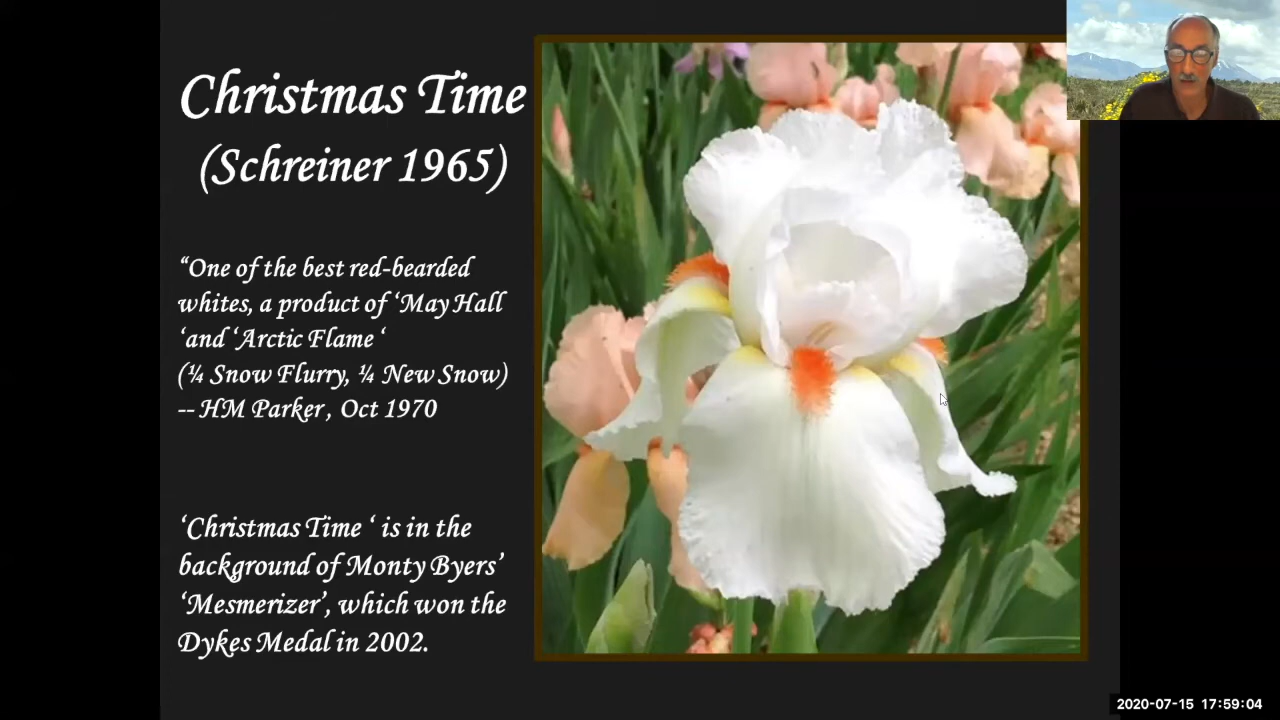 Christmas Time
(Schreiner 1965)
“One of the best red-bearded
whites, a product of ‘May Hall
‘and ‘Arctic Flame ‘
(¼ Snow Flurry, ¼ New Snow)
-- HM Parker , Oct 1970
‘Christmas Time ‘ is in the
background of Monty Byers’
‘Mesmerizer’, which won the
Dykes Medal in 2002.
2020-07-15 17:59:04